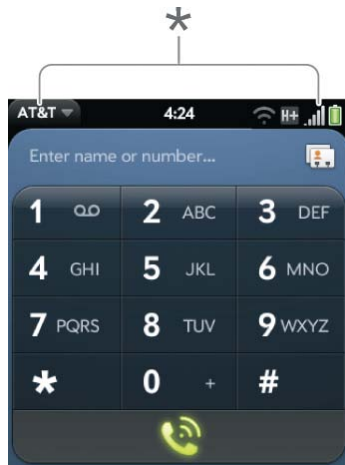 *
AT&T 4:24 H+
Enter name or number...
1 2 ABC 3 DEF
4 GHI 5 JKL 6 MNO
7 PQRS 8 TUV 9 WXYZ
* 0 + #